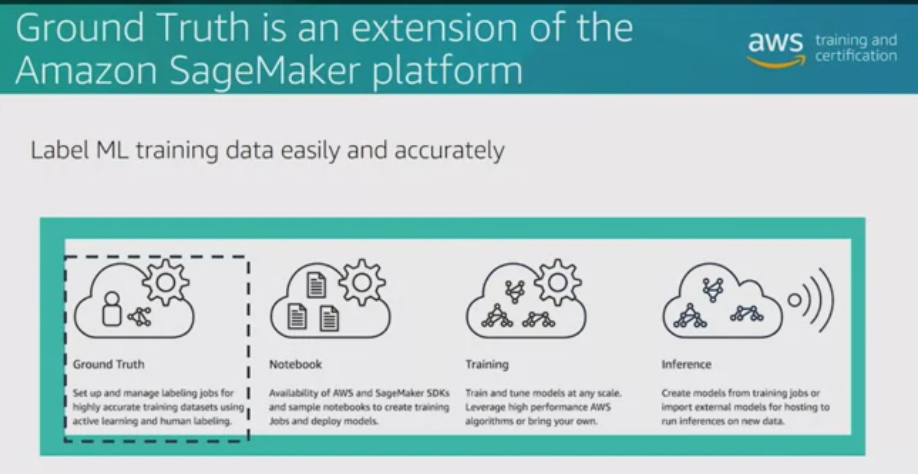 Ground Truth is an extension of the
Amazon SageMaker platform
aws training and
certification
Label ML training data easily and accurately
Ground Truth
Set up and manage labeling jobs for
highly accurate training datasets using
active learning and human labeling.
Notebook
Availability of AWS and SageMaker SDKs
and sample notebooks to create training
Jobs and deploy models.
Training
Train and tune models at any scale.
Leverage high performance AWS
algorithms or bring your own.
Inference
Create models from training jobs or
import external models for hosting to
run inferences on new data.